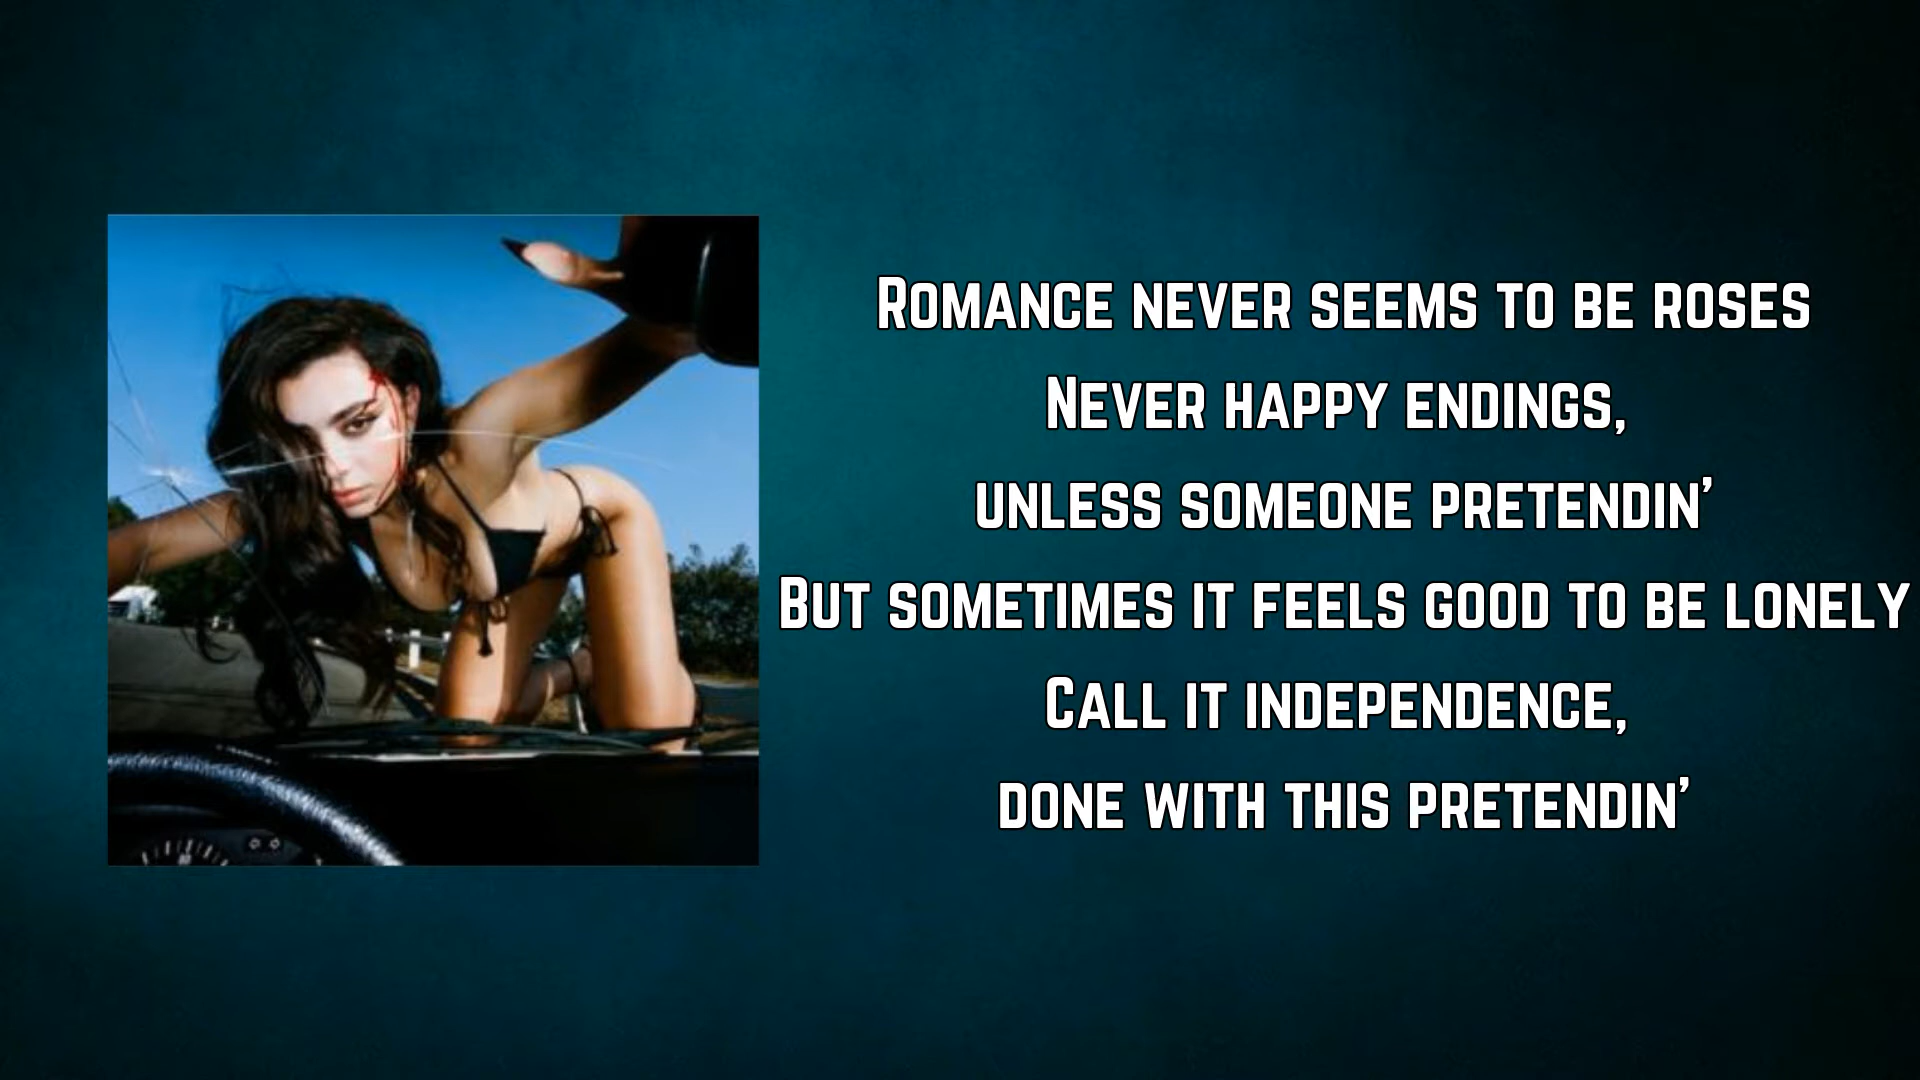 Romance never seems to be roses
Never happy endings,
unless someone pretendin’
But sometimes it feels good to be lonely
Call it independence,
done with this pretendin’